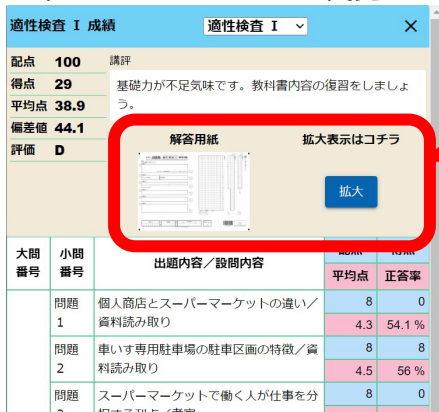 適性検査 I 成績
適性検査 I
×
配点 100
得点 29
平均点 38.9
偏差値 44.1
評価 D
講評
基礎力が不足気味です。教科書内容の復習をしましょ
う。
解答用紙
拡大表示はコチラ
拡大
大問
番号
小問
番号
出題内容／設問内容
配点 得点
平均点 正答率
問題
1
個人商店とスーパーマーケットの違い／
資料読み取り
8 0
4.3 54.1 %
問題
2
車いす専用駐車場の駐車区画の特徴／資
料読み取り
8 8
4.5 56 %
問題
スーパーマーケットで働く人が仕事を分
8 0